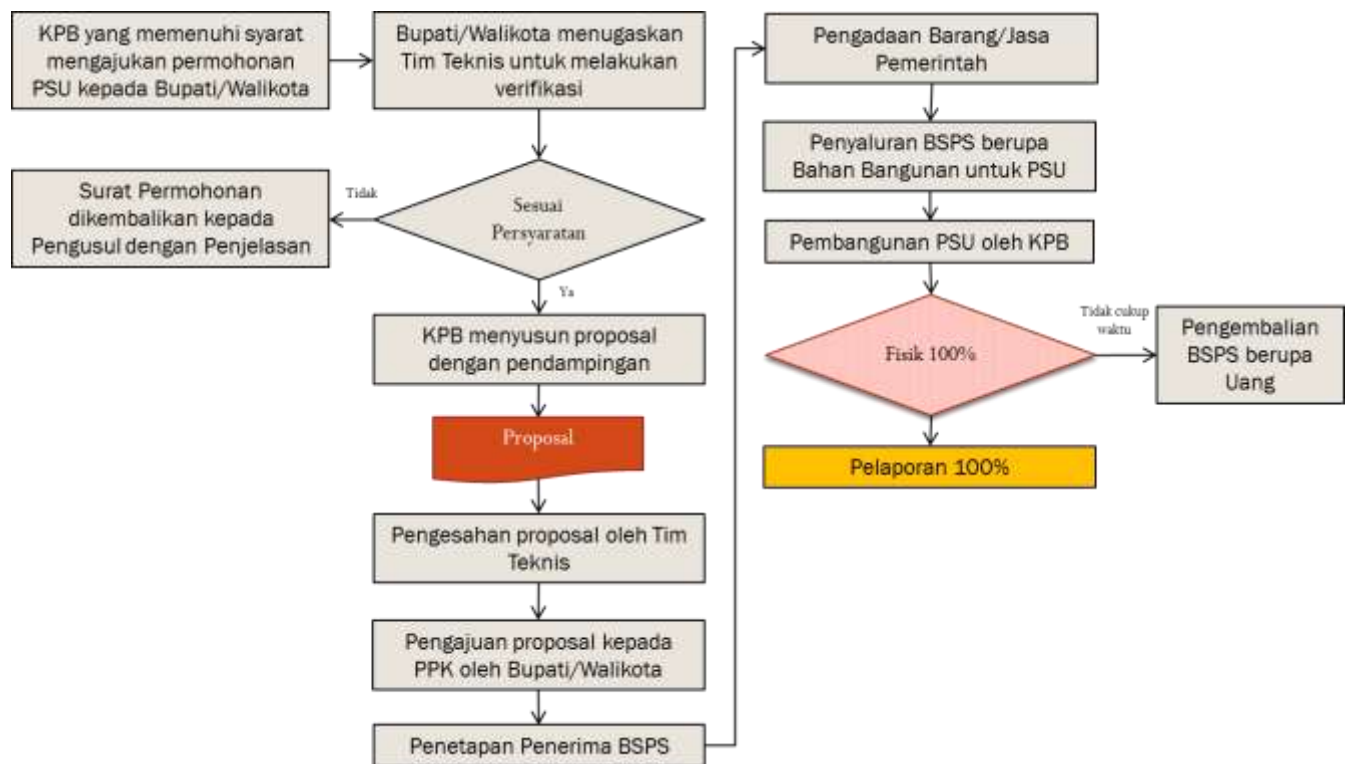 KPB yang memenuhi syarat
mengajukan permohonan
PSU kepada Bupati/Walikota
Bupati/Walikota menugaskan
Tim Teknis untuk melakukan
verifikasi
Sesuai
Persyaratan
Tidak
Surat Permohonan
dikembalikan kepada
Pengusul dengan Penjelasan
Ya
KPB menyusun proposal
dengan pendampingan
Proposal
Pengesahan proposal oleh Tim
Teknis
Pengajuan proposal kepada
PPK oleh Bupati/Walikota
Penetapan Penerima BSPS
Pengadaan Barang/Jasa
Pemerintah
Penyaluran BSPS berupa
Bahan Bangunan untuk PSU
Pembangunan PSU oleh KPB
Fisik 100%
Tidak cukup
waktu
Pengembalian
BSPS berupa
Uang
Pelaporan 100%